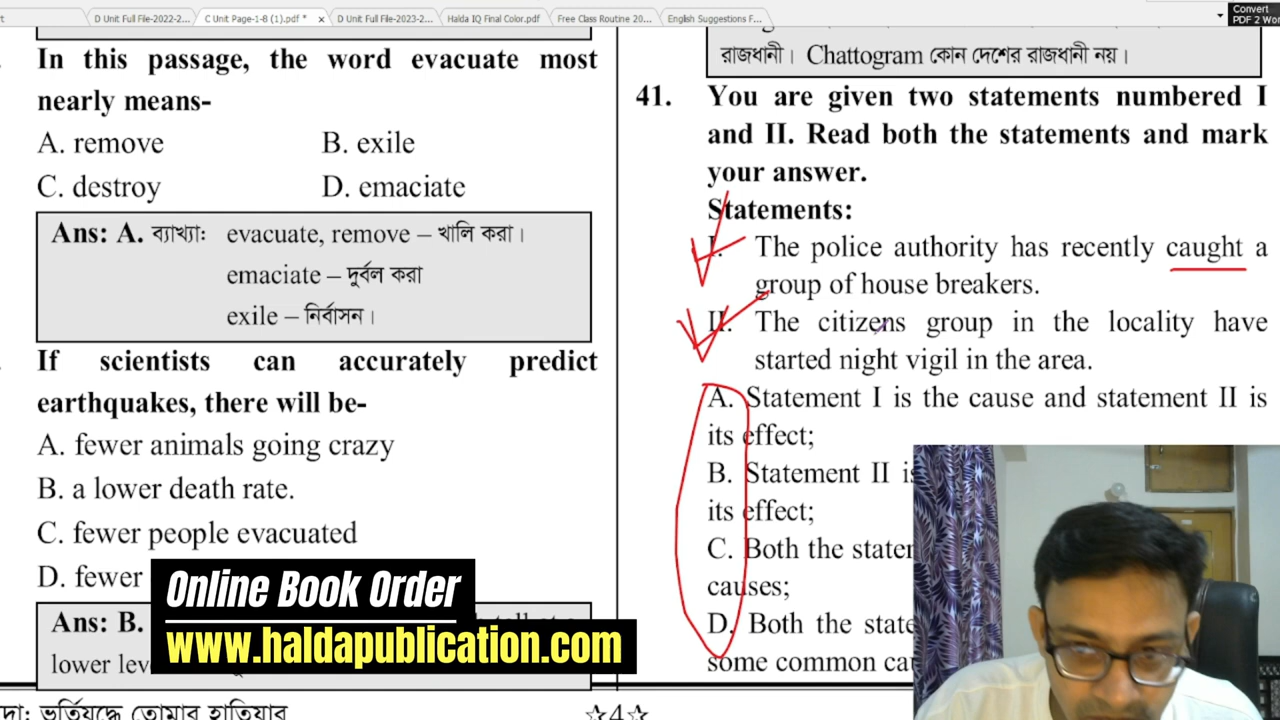 rt
D Unit Full File-2022-2...
C Unit Page-1-8 (1).pdf *
x
D Unit Full File-2023-2...
Halda IQ Final Color.pdf
Free Class Routine 20...
English Suggestions F...
Convert
PDF 2 Wor
In this passage, the word evacuate most
nearly means-
A. remove
B. exile
C. destroy
D. emaciate
Ans: A. ব্যাখ্যাঃ evacuate, remove – খালি করা।
emaciate – দুর্বল করা
exile – নির্বাসন।
If scientists can accurately predict
earthquakes, there will be-
A. fewer animals going crazy
B. a lower death rate.
C. fewer people evacuated
D. fewer
Ans: B.
lower leve
রাজধানী। Chattogram কোন দেশের রাজধানী নয়।
41. You are given two statements numbered I
and II. Read both the statements and mark
your answer.
Statements:
I. The police authority has recently caught a
group of house breakers.
II. The citizens group in the locality have
started night vigil in the area.
A. Statement I is the cause and statement II is
its effect;
B. Statement II is
its effect;
C. Both the stater
causes;
D. Both the state
some common cau
Online Book Order
www.haldapublication.com
দা: ভর্তিযুদ্ধে তোমার হাতিয়ার
☆4☆